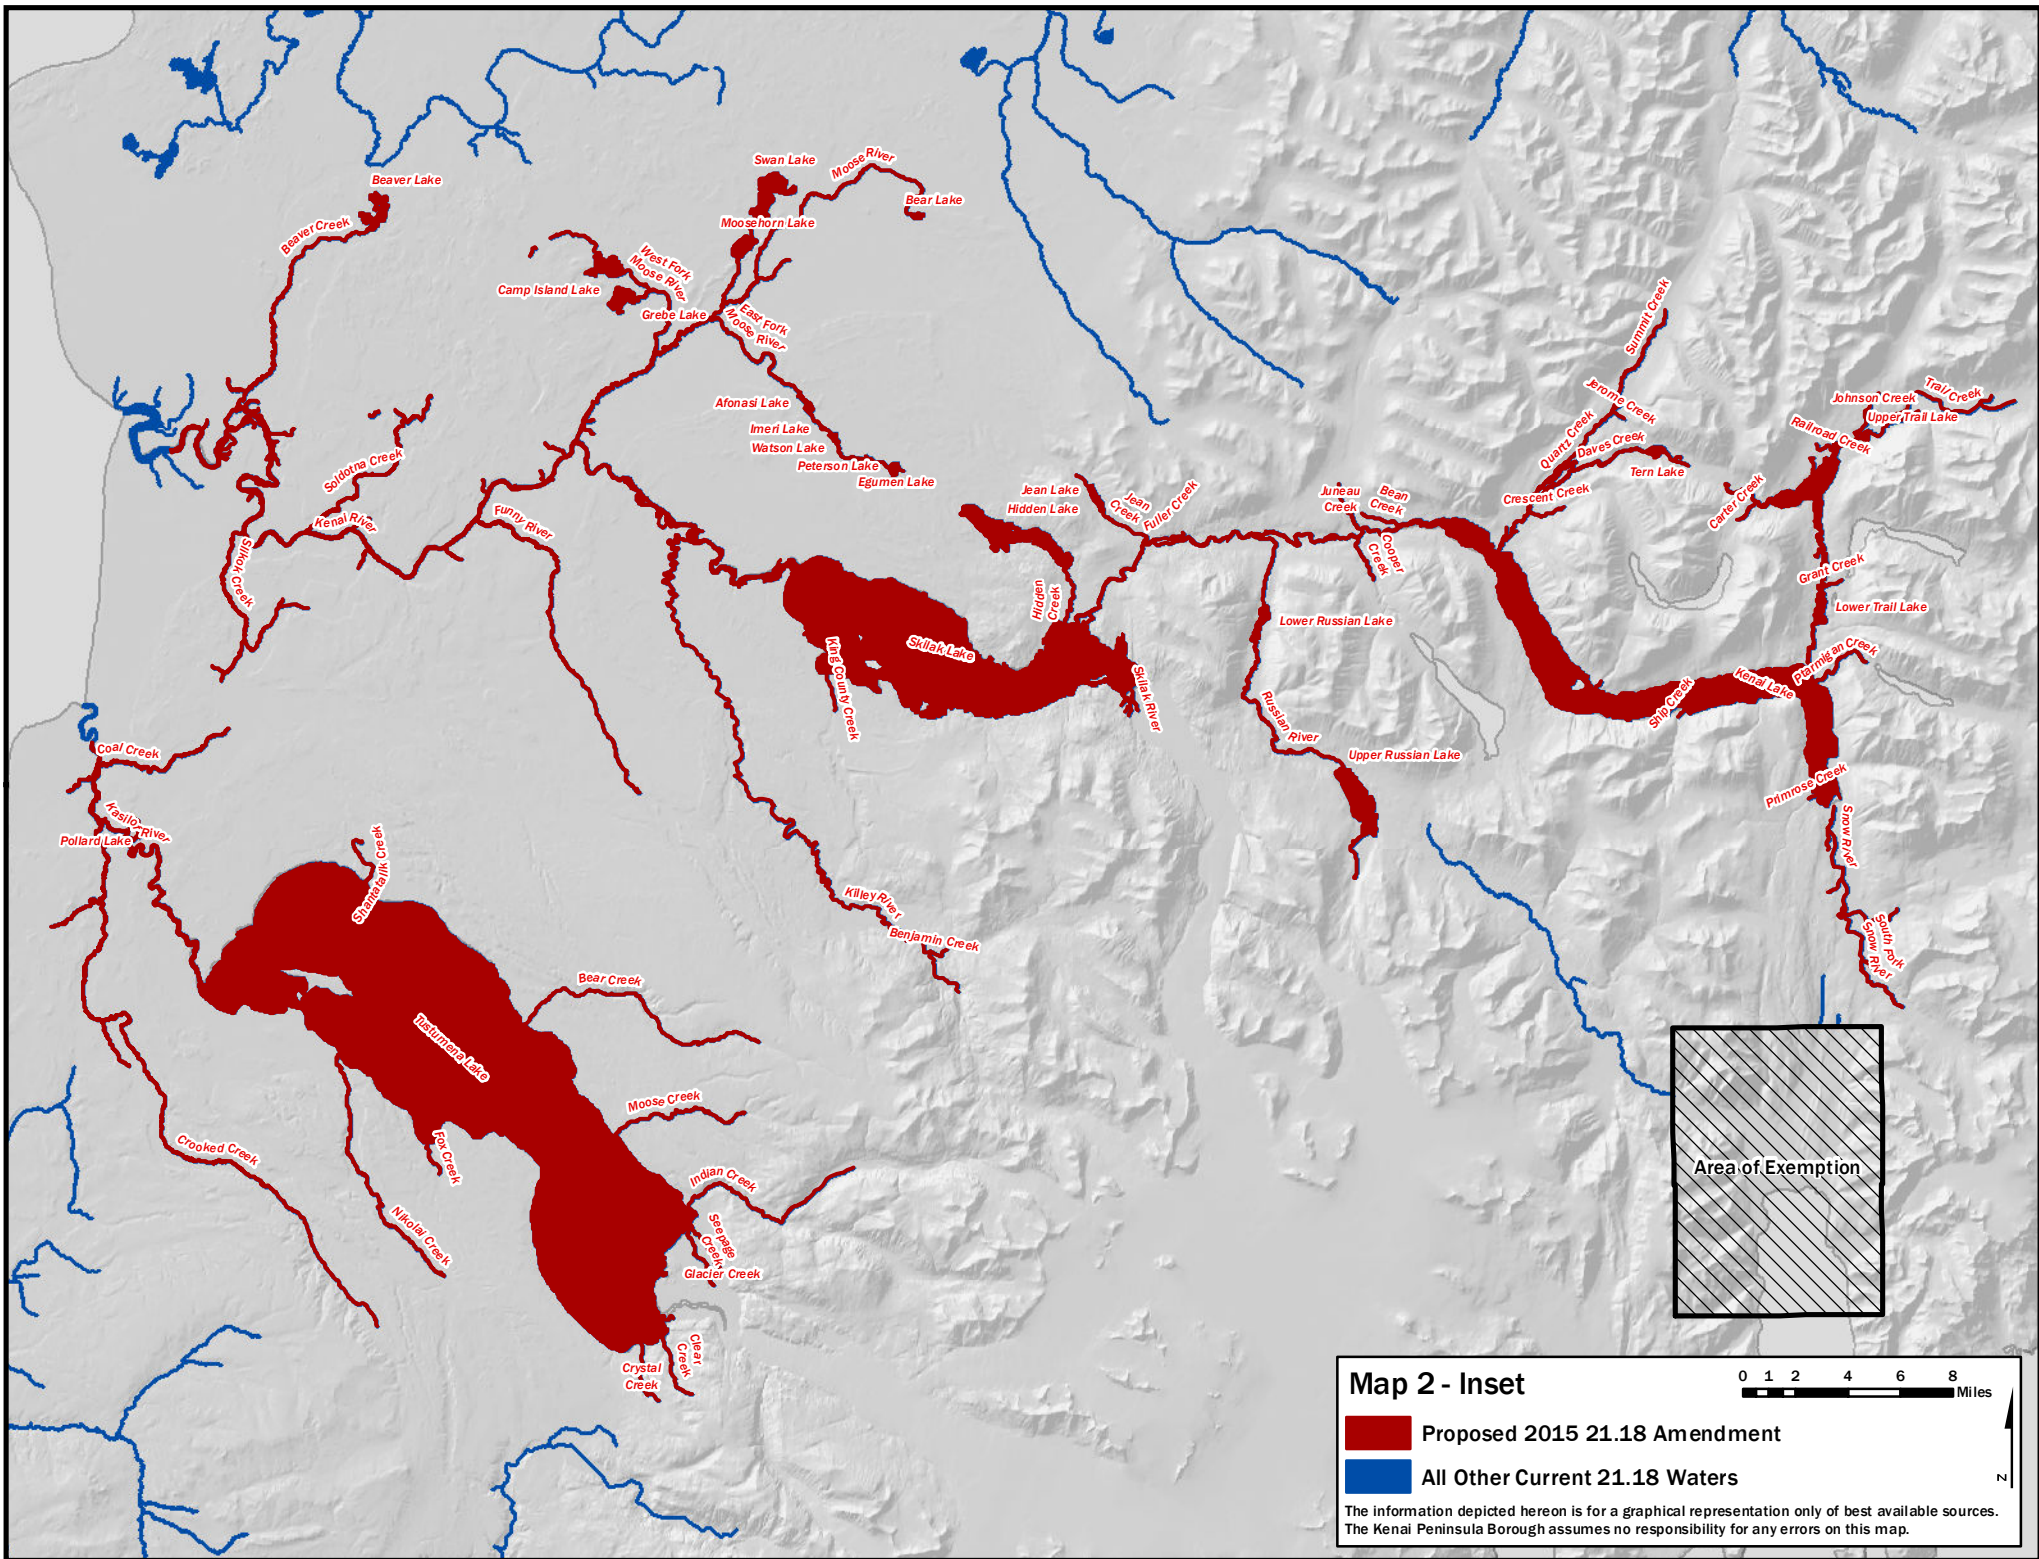 Beaver Lake
Beaver Creek
Swan Lake
Moose River
Bear Lake
Moosehorn Lake
West Fork
Moose River
Camp Island Lake
Grebe Lake
East Fork
Moose River
Afonasi Lake
Imeri Lake
Watson Lake
Peterson Lake
Egumen Lake
Soldotna Creek
Kenai River
Funny River
Slikok Creek
Jean Lake
Hidden Lake
Jean
Creek
Fuller Creek
Hidden
Creek
Skilak Lake
King County Creek
Skilak River
Juneau
Creek
Bean
Creek
Cooper
Creek
Lower Russian Lake
Russian
River
Upper Russian Lake
Summit Creek
Jerome Creek
Quartz Creek
Daves Creek
Tern Lake
Crescent Creek
Carter Creek
Railroad Creek
Johnson Creek
Trail Creek
Upper Trail Lake
Grant Creek
Lower Trail Lake
Ptarmigan Creek
Kenai Lake
Ship Creek
Primrose Creek
Snow River
South Fork
Snow River
Coal Creek
Kasilof River
Pollard Lake
Shantatalik Creek
Killey River
Benjamin Creek
Bear Creek
Tustumena Lake
Moose Creek
Fox Creek
Crooked Creek
Nikolai Creek
Indian Creek
Seepage
Creek
Glacier Creek
Clear
Creek
Crystal
Creek
Area of Exemption
Map 2 - Inset
0 1 2 4 6 8
Miles
Proposed 2015 21.18 Amendment
All Other Current 21.18 Waters
N
The information depicted hereon is for a graphical representation only of best available sources.
The Kenai Peninsula Borough assumes no responsibility for any errors on this map.